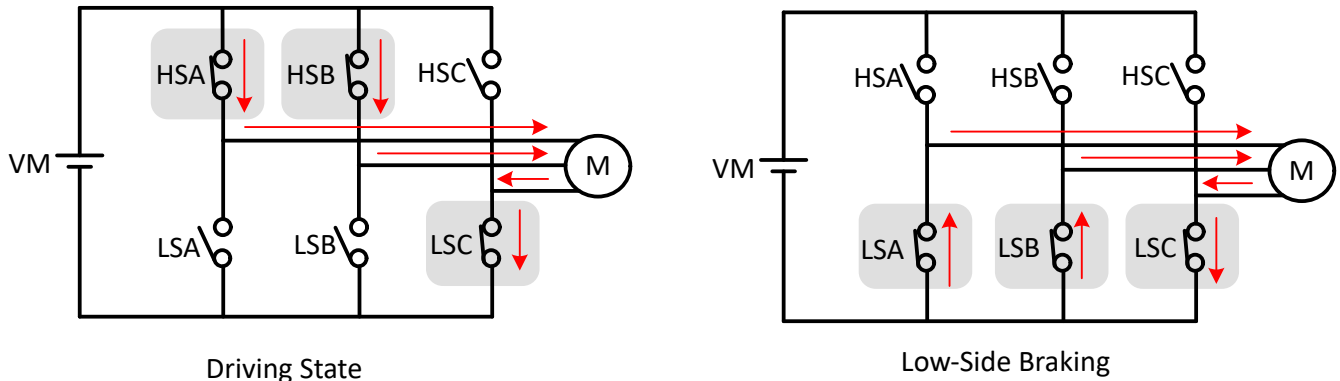 HSA HSB HSC
VM M
LSA LSB LSC
Driving State
HSA HSB HSC
VM M
LSA LSB LSC
Low-Side Braking